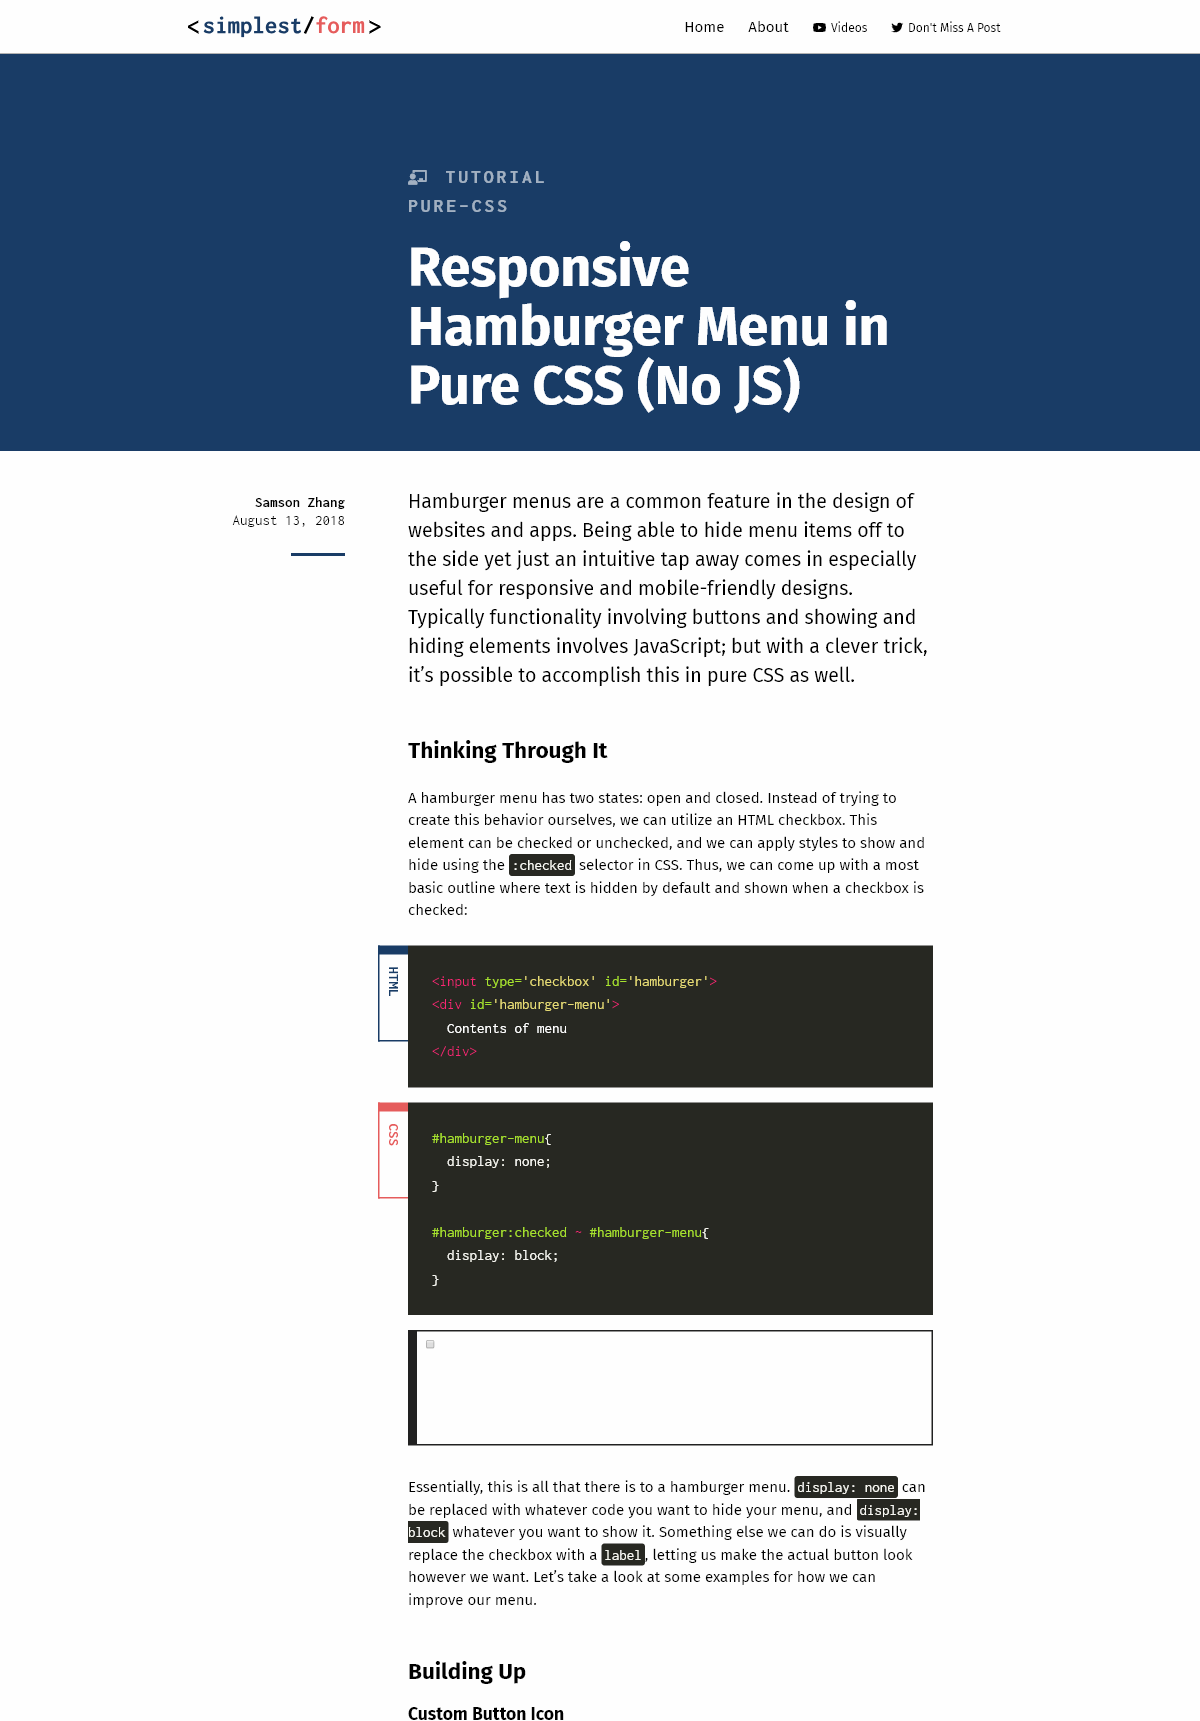 <simplest/form>
Home About Videos Don't Miss A Post
TUTORIAL
PURE-CSS
Responsive
Hamburger Menu in
Pure CSS (No JS)
Samson Zhang
August 13, 2018
Hamburger menus are a common feature in the design of
websites and apps. Being able to hide menu items off to
the side yet just an intuitive tap away comes in especially
useful for responsive and mobile-friendly designs.
Typically functionality involving buttons and showing and
hiding elements involves JavaScript; but with a clever trick,
it’s possible to accomplish this in pure CSS as well.
Thinking Through It
A hamburger menu has two states: open and closed. Instead of trying to
create this behavior ourselves, we can utilize an HTML checkbox. This
element can be checked or unchecked, and we can apply styles to show and
hide using the :checked selector in CSS. Thus, we can come up with a most
basic outline where text is hidden by default and shown when a checkbox is
checked:
HTML
<input type='checkbox' id='hamburger'>
<div id='hamburger-menu'>
  Contents of menu
</div>
CSS
#hamburger-menu{
  display: none;
}
#hamburger:checked ~ #hamburger-menu{
  display: block;
}
Essentially, this is all that there is to a hamburger menu. display: none can
be replaced with whatever code you want to hide your menu, and display:
block whatever you want to show it. Something else we can do is visually
replace the checkbox with a label, letting us make the actual button look
however we want. Let’s take a look at some examples for how we can
improve our menu.
Building Up
Custom Button Icon